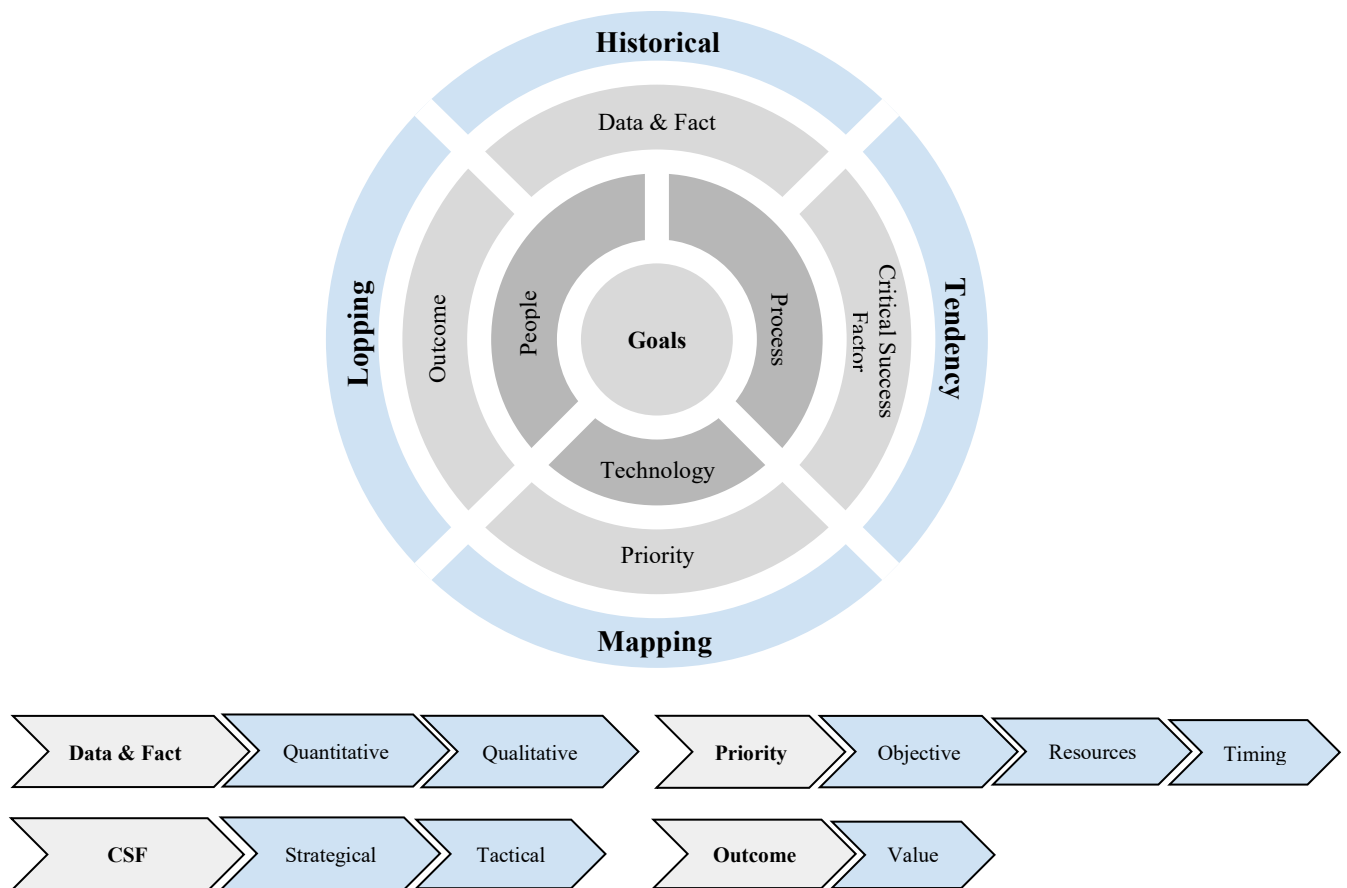 Historical
Data & Fact
Lopping
Outcome
People
Goals
Process
Critical Success
Factor
Tendency
Technology
Priority
Mapping
Data & Fact
Quantitative
Qualitative
Priority
Objective
Resources
Timing
CSF
Strategical
Tactical
Outcome
Value